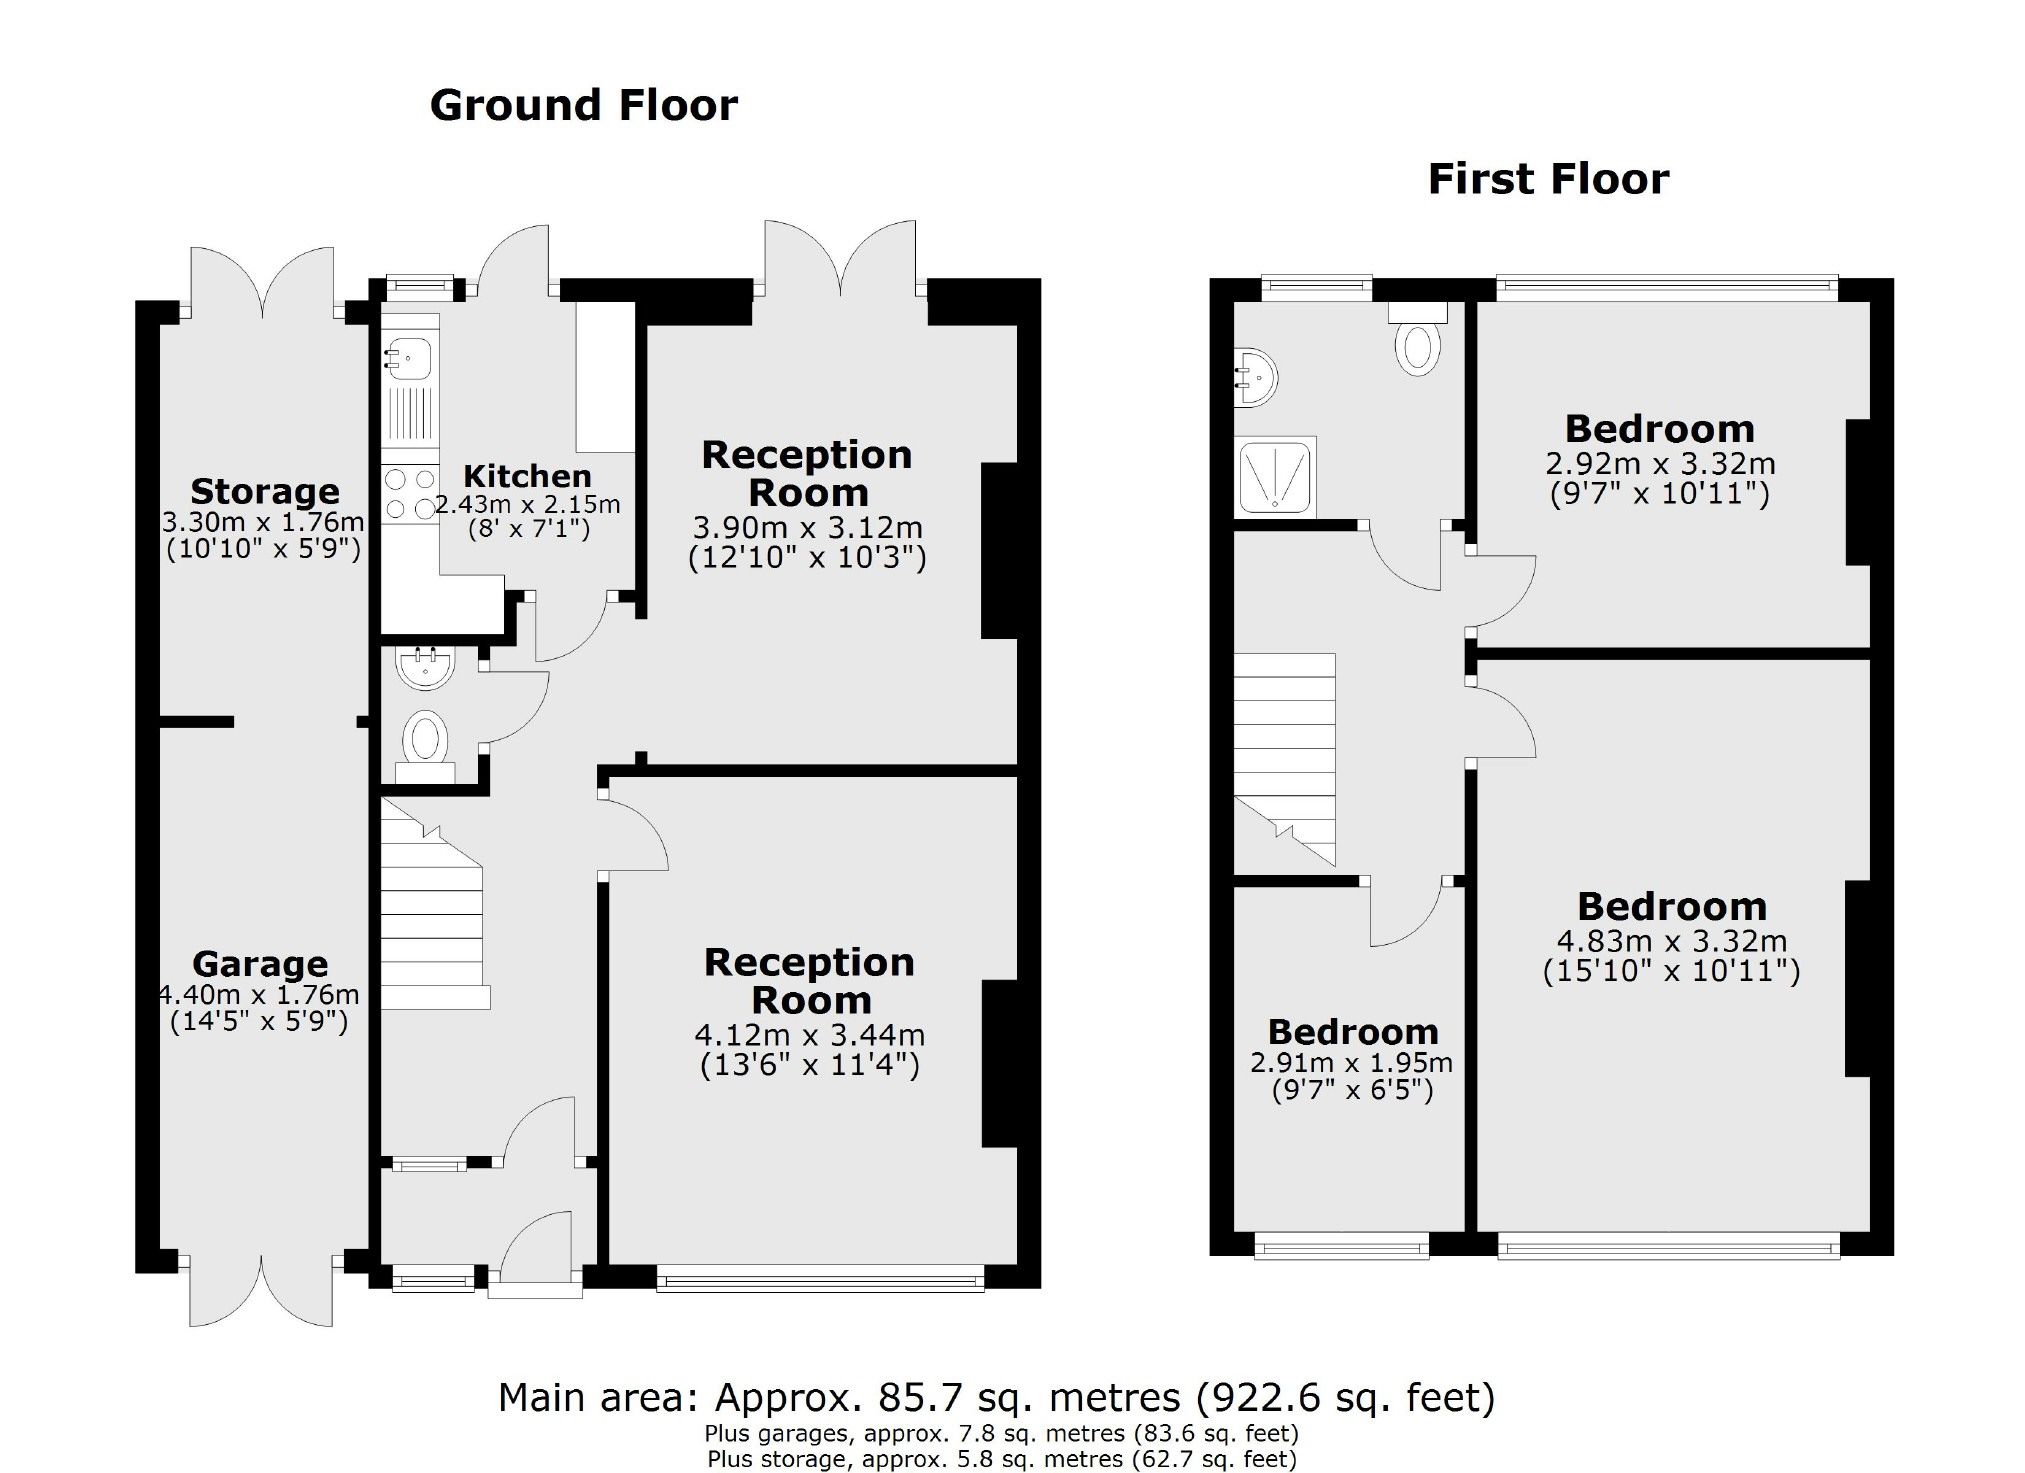 Ground Floor
First Floor
Storage
3.30m x 1.76m
(10'10" x 5'9")
Kitchen
2.43m x 2.15m
(8' x 7'1")
Reception
Room
3.90m x 3.12m
(12'10" x 10'3")
Bedroom
2.92m x 3.32m
(9'7" x 10'11")
Garage
4.40m x 1.76m
(14'5" x 5'9")
Reception
Room
4.12m x 3.44m
(13'6" x 11'4")
Bedroom
2.91m x 1.95m
(9'7" x 6'5")
Bedroom
4.83m x 3.32m
(15'10" x 10'11")
Main area: Approx. 85.7 sq. metres (922.6 sq. feet)
Plus garages, approx. 7.8 sq. metres (83.6 sq. feet)
Plus storage, approx. 5.8 sq. metres (62.7 sq. feet)